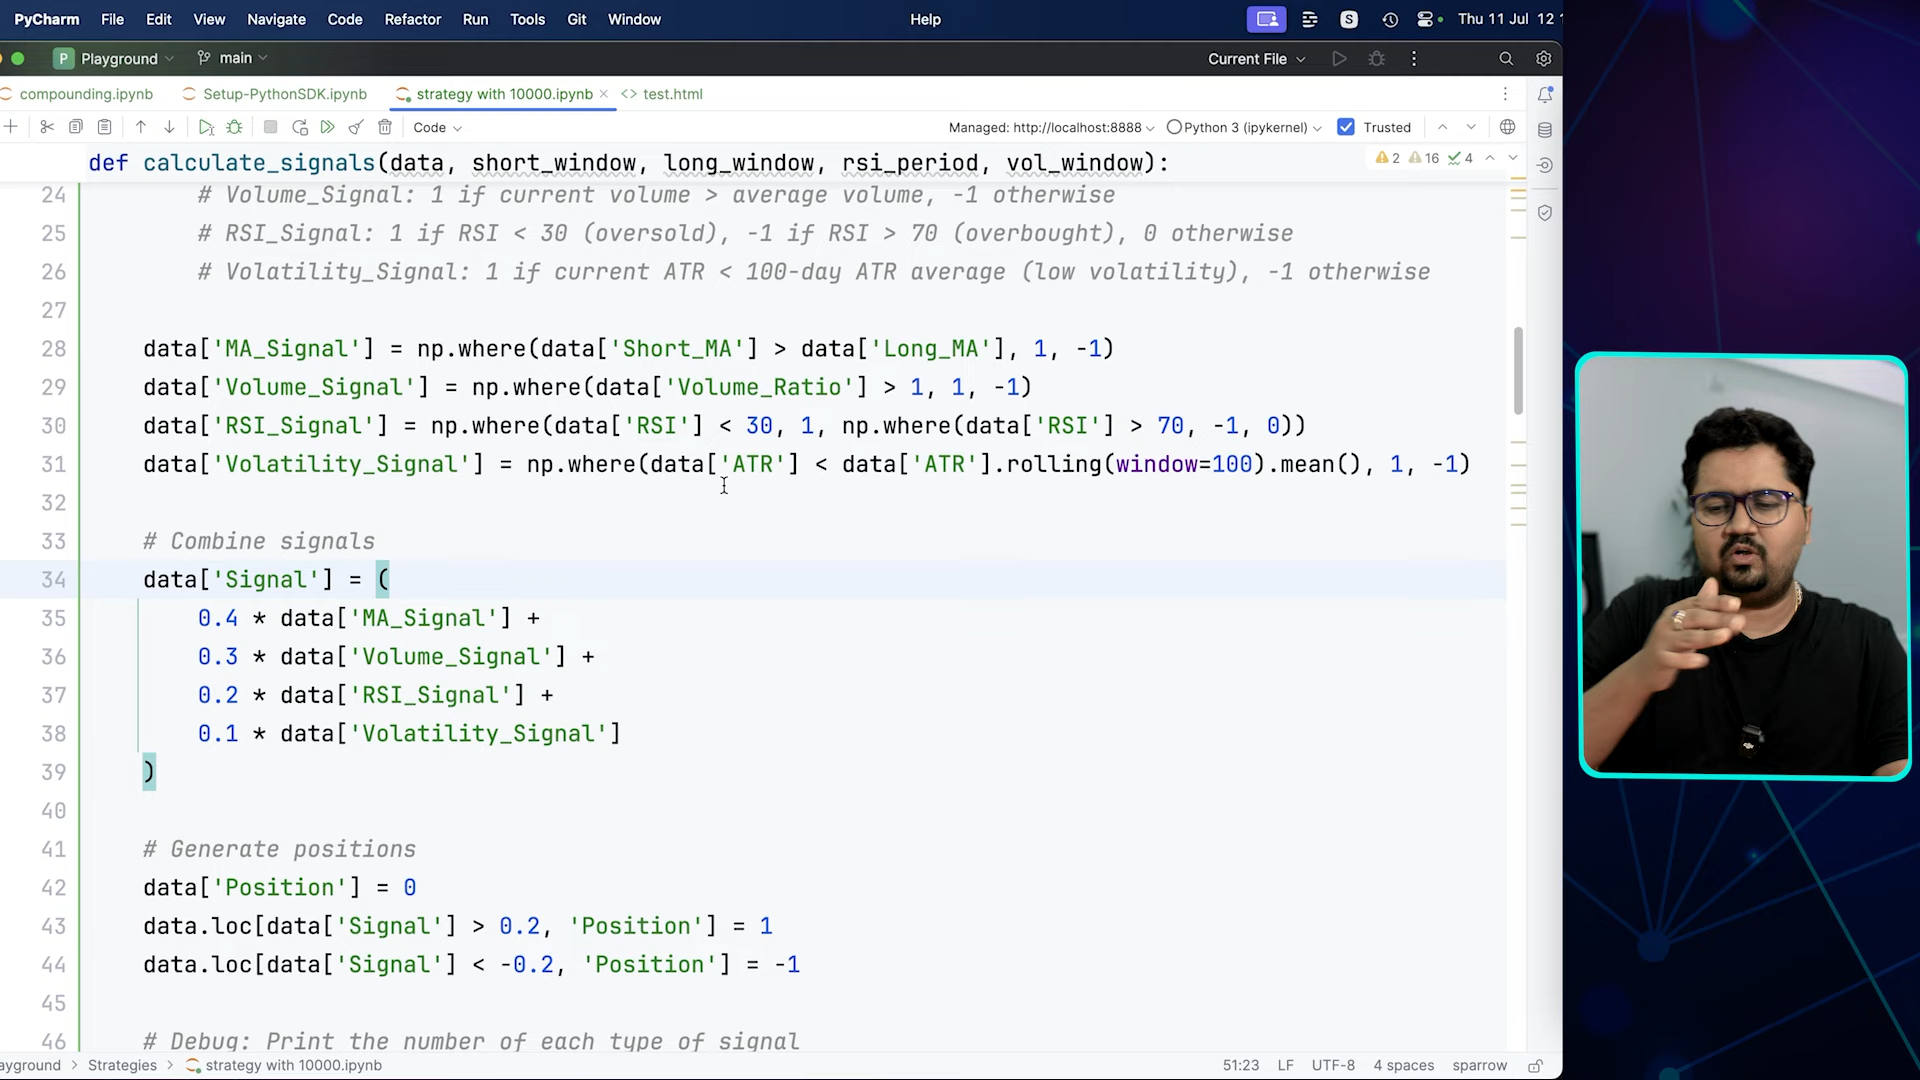 PyCharm File Edit View Navigate Code Refactor Run Tools Git Window Help S Thu 11 Jul 12
P Playground main Current File
compounding.ipynb Setup-PythonSDK.ipynb strategy with 10000.ipynb <> test.html
Code Managed: http://localhost:8888 Python 3 (ipykernel) Trusted
def calculate_signals(data, short_window, long_window, rsi_period, vol_window): 2 16 4
24 # Volume_Signal: 1 if current volume > average volume, -1 otherwise
25 # RSI_Signal: 1 if RSI < 30 (oversold), -1 if RSI > 70 (overbought), 0 otherwise
26 # Volatility_Signal: 1 if current ATR < 100-day ATR average (low volatility), -1 otherwise
27
28 data['MA_Signal'] = np.where(data['Short_MA'] > data['Long_MA'], 1, -1)
29 data['Volume_Signal'] = np.where(data['Volume_Ratio'] > 1, 1, -1)
30 data['RSI_Signal'] = np.where(data['RSI'] < 30, 1, np.where(data['RSI'] > 70, -1, 0))
31 data['Volatility_Signal'] = np.where(data['ATR'] < data['ATR'].rolling(window=100).mean(), 1, -1)
32
33 # Combine signals
34 data['Signal'] = (
35 0.4 * data['MA_Signal'] +
36 0.3 * data['Volume_Signal'] +
37 0.2 * data['RSI_Signal'] +
38 0.1 * data['Volatility_Signal']
39 )
40
41 # Generate positions
42 data['Position'] = 0
43 data.loc[data['Signal'] > 0.2, 'Position'] = 1
44 data.loc[data['Signal'] < -0.2, 'Position'] = -1
45
46 # Debug: Print the number of each type of signal
ayground > Strategies > strategy with 10000.ipynb 51:23 LF UTF-8 4 spaces sparrow